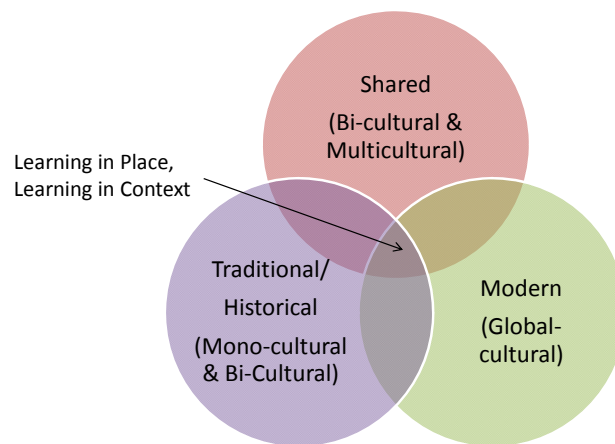 Shared
(Bi-cultural &
Multicultural)
Learning in Place,
Learning in Context
Traditional/
Historical
(Mono-cultural
& Bi-Cultural)
Modern
(Global-
cultural)